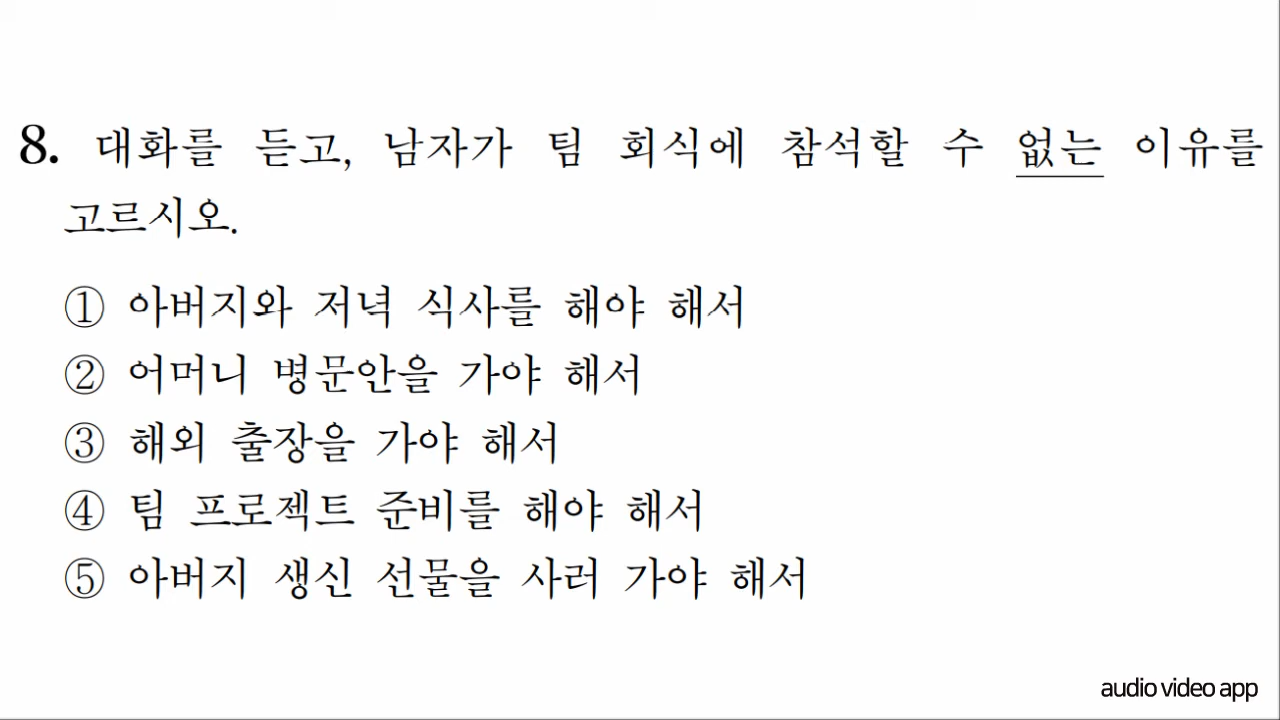 8. 대화를 듣고, 남자가 팀 회식에 참석할 수 없는 이유를
고르시오.
① 아버지와 저녁 식사를 해야 해서
② 어머니 병문안을 가야 해서
③ 해외 출장을 가야 해서
④ 팀 프로젝트 준비를 해야 해서
⑤ 아버지 생신 선물을 사러 가야 해서
audio video app